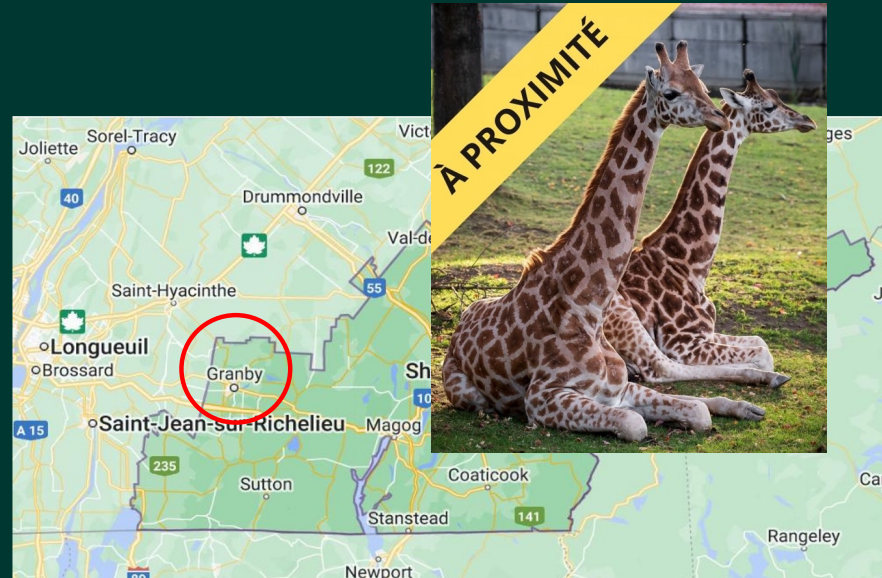 À PROXIMITÉ
Joliette
Sorel-Tracy
Vict
ges
122
40
Drummondville
Val-de
Saint-Hyacinthe
55
Longueuil
Brossard
Granby
Sh
10
A 15
Saint-Jean-sur-Richelieu
Magog
235
Sutton
Coaticook
Ca
141
Stanstead
Rangeley
Newport